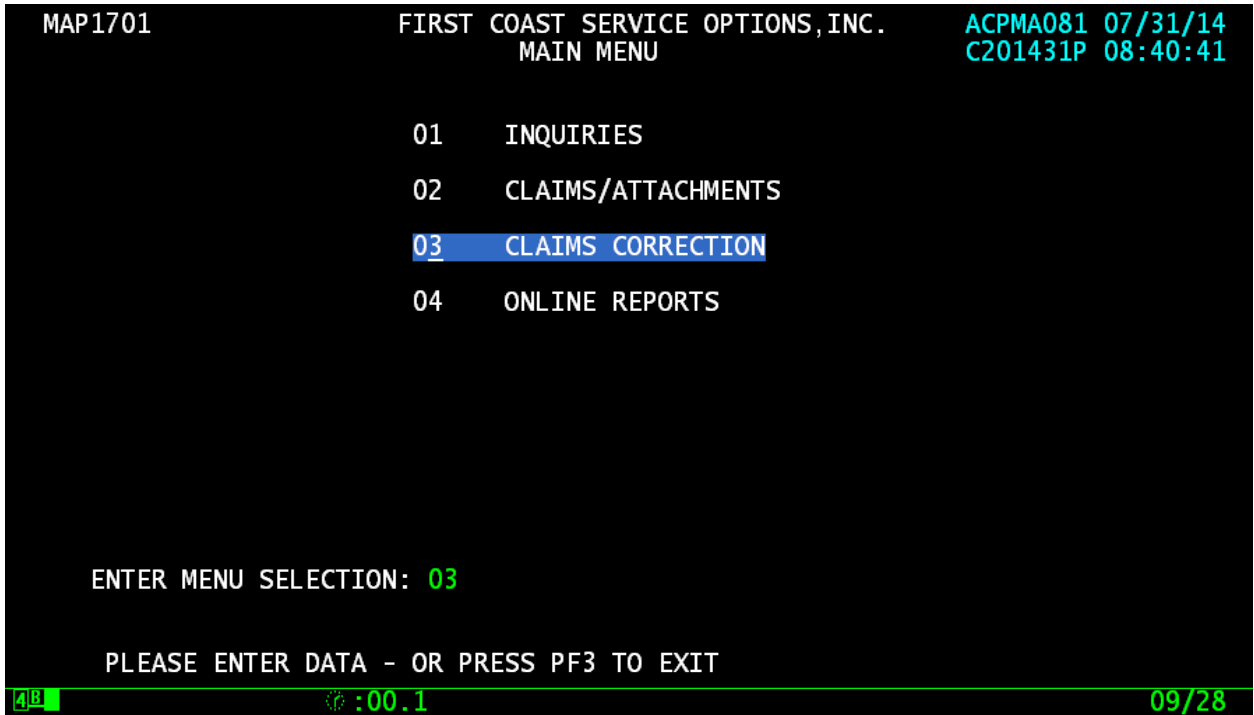 MAP1701 FIRST COAST SERVICE OPTIONS,INC. ACPMA081 07/31/14
MAIN MENU C201431P 08:40:41
01 INQUIRIES
02 CLAIMS/ATTACHMENTS
03 CLAIMS CORRECTION
04 ONLINE REPORTS
ENTER MENU SELECTION: 03
PLEASE ENTER DATA - OR PRESS PF3 TO EXIT
4B :00.1 09/28